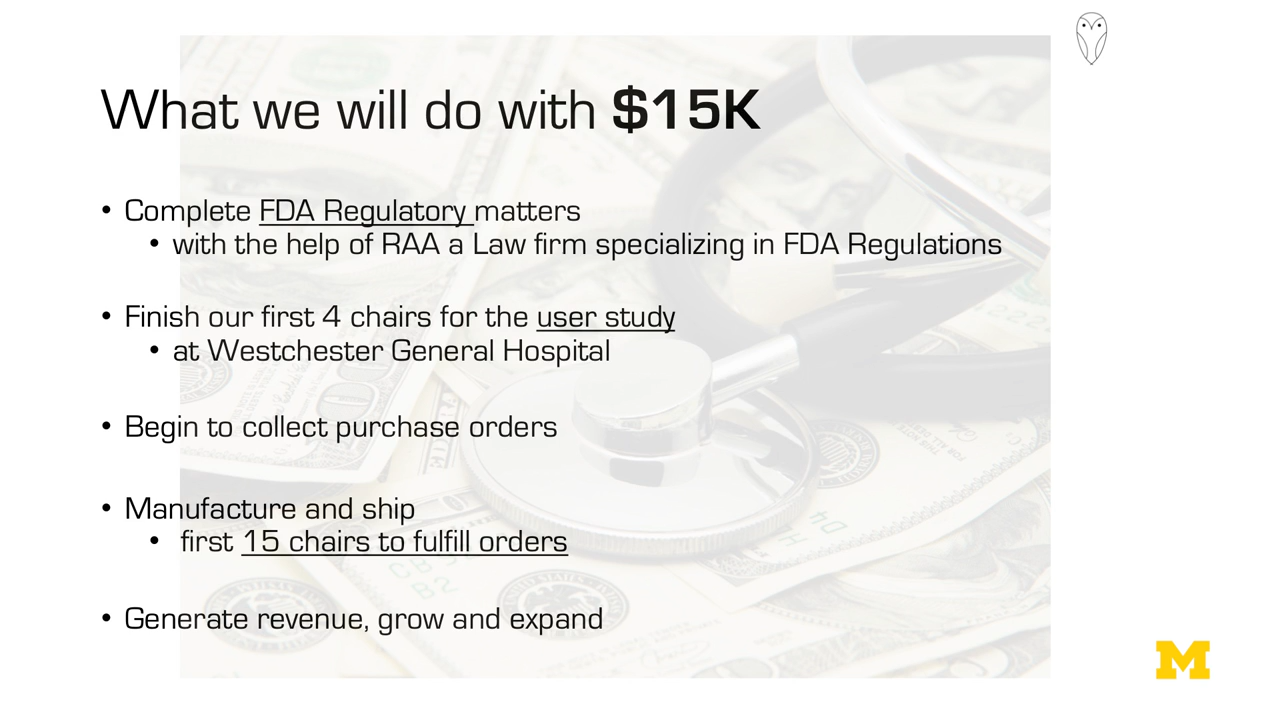 What we will do with $15K
• Complete FDA Regulatory matters
• with the help of RAA a Law firm specializing in FDA Regulations
• Finish our first 4 chairs for the user study
• at Westchester General Hospital
• Begin to collect purchase orders
• Manufacture and ship
• first 15 chairs to fulfill orders
• Generate revenue, grow and expand
M